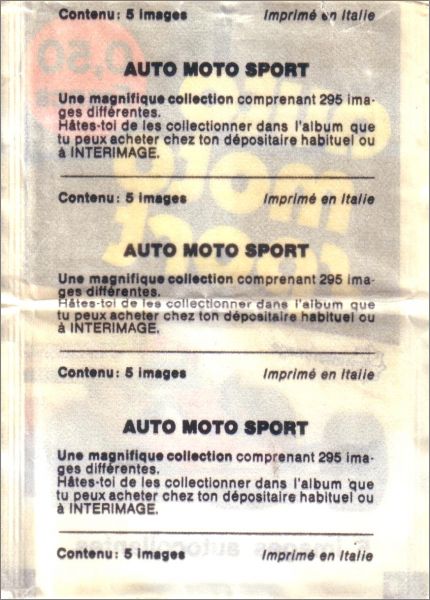 Contenu: 5 images Imprimé en Italie
AUTO MOTO SPORT
Une magnifique collection comprenant 295 ima-
ges différentes.
Hâtes-toi de les collectionner dans l'album que
tu peux acheter chez ton dépositaire habituel ou
à INTERIMAGE.
Contenu: 5 images Imprimé en Italie
AUTO MOTO SPORT
Une magnifique collection comprenant 295 ima-
ges différentes.
Hâtes-toi de les collectionner dans l'album que
tu peux acheter chez ton dépositaire habituel ou
à INTERIMAGE.
Contenu: 5 images Imprimé en Italie
AUTO MOTO SPORT
Une magnifique collection comprenant 295 ima-
ges différentes.
Hâtes-toi de les collectionner dans l'album que
tu peux acheter chez ton dépositaire habituel ou
à INTERIMAGE.
Contenu: 5 images Imprimé en Italie